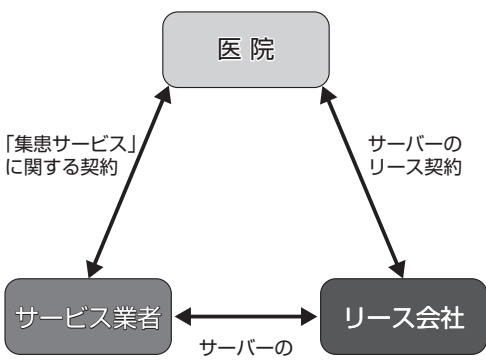 医院
「集患サービス」
に関する契約
サーバーの
リース契約
サービス業者
リース会社
サーバーの